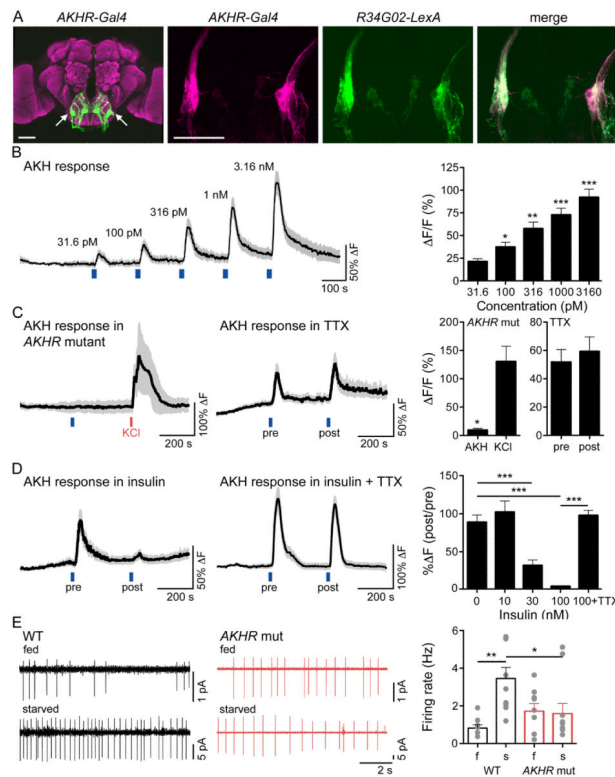 A
AKHR-Gal4
AKHR-Gal4
R34G02-LexA
merge
B
AKH response
31.6 pM
100 pM
316 pM
1 nM
3.16 nM
50% ΔF
100 s
ΔF/F (%)
125
100
75
50
25
0
*
**
***
***
31.6
100
316
1000
3160
Concentration (pM)
C
AKH response in
AKHR mutant
KCl
100% ΔF
200 s
AKH response in TTX
pre
post
50% ΔF
200 s
AKHR mut
ΔF/F (%)
200
150
100
50
0
*
AKH
KCl
TTX
80
60
40
20
0
pre
post
D
AKH response in insulin
pre
post
50% ΔF
200 s
AKH response in insulin + TTX
pre
post
100% ΔF
200 s
%ΔF (post/pre)
150
100
50
0
***
***
***
0
10
30
100
100+TTX
Insulin (nM)
E
WT
fed
1 pA
starved
5 pA
AKHR mut
fed
1 pA
starved
5 pA
2 s
Firing rate (Hz)
6
4
2
0
**
*
f
s
f
s
WT
AKHR mut